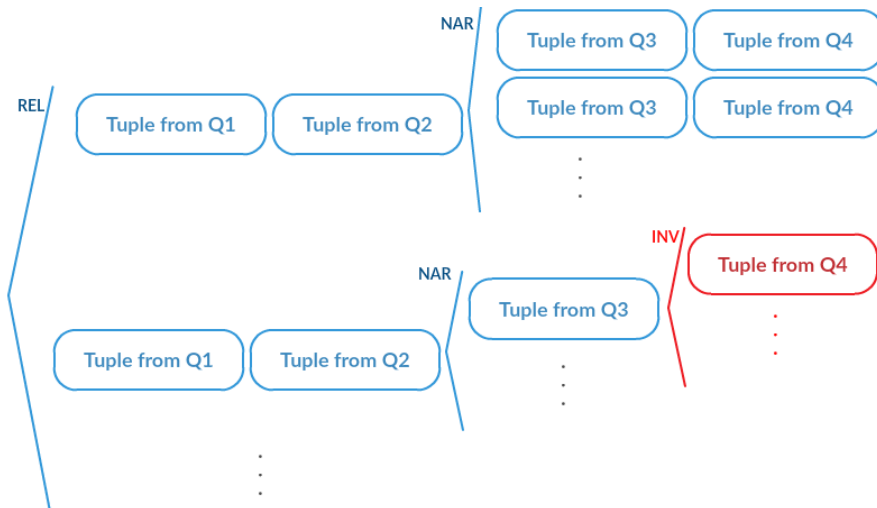 NAR
Tuple from Q3 Tuple from Q4
REL
Tuple from Q1 Tuple from Q2
Tuple from Q3 Tuple from Q4
INV
Tuple from Q4
NAR
Tuple from Q3
Tuple from Q1 Tuple from Q2